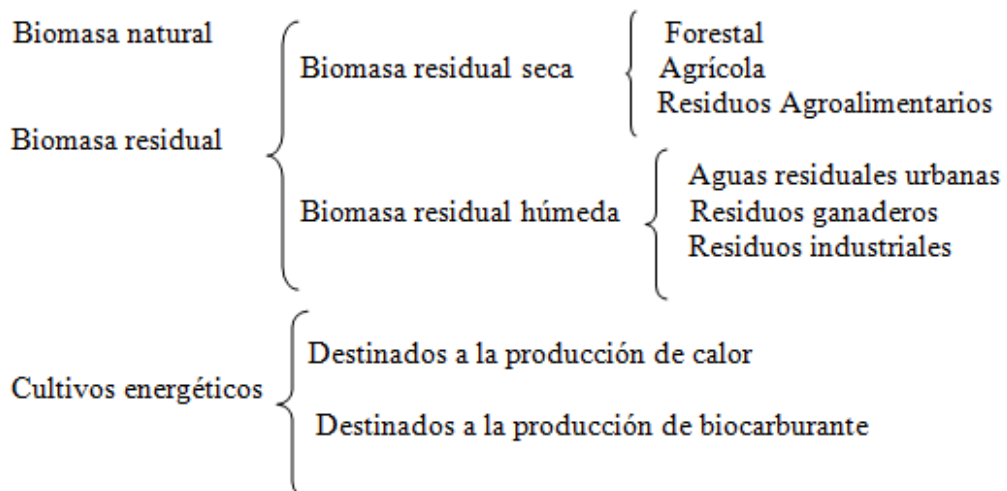 Biomasa natural
Biomasa residual
Biomasa residual seca
Forestal
Agrícola
Residuos Agroalimentarios
Biomasa residual húmeda
Aguas residuales urbanas
Residuos ganaderos
Residuos industriales
Cultivos energéticos
Destinados a la producción de calor
Destinados a la producción de biocarburante